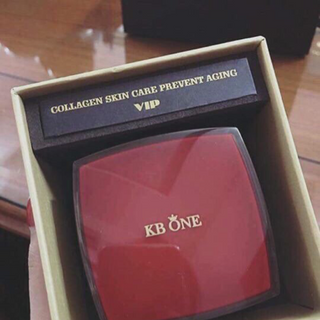 COLLAGEN SKIN CARE PREVENT AGING
VIP
KB ONE